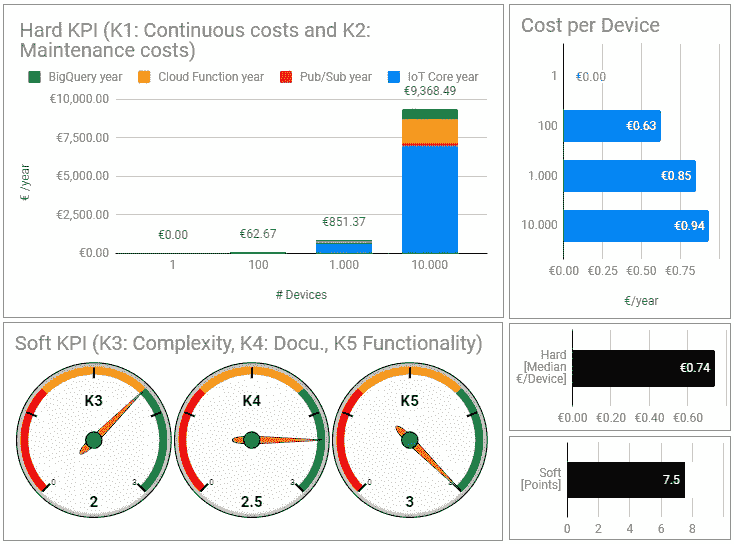 Hard KPI (K1: Continuous costs and K2:
Maintenance costs)
BigQuery year Cloud Function year Pub/Sub year IoT Core year
€10,000.00
€7,500.00
€5,000.00
€2,500.00
€0.00
€ /year
€0.00
€62.67
€851.37
€9,368.49
1 100 1.000 10.000
# Devices
Cost per Device
1 €0.00
100 €0.63
1.000 €0.85
10.000 €0.94
€0.00 €0.25 €0.50 €0.75
€/year
Soft KPI (K3: Complexity, K4: Docu., K5 Functionality)
K3 K4 K5
0 3 0 3 0
2 2.5 3
Hard
[Median
€/Device]
€0.74
€0.00 €0.20 €0.40 €0.60
Soft
[Points]
7.5
0 2 4 6 8